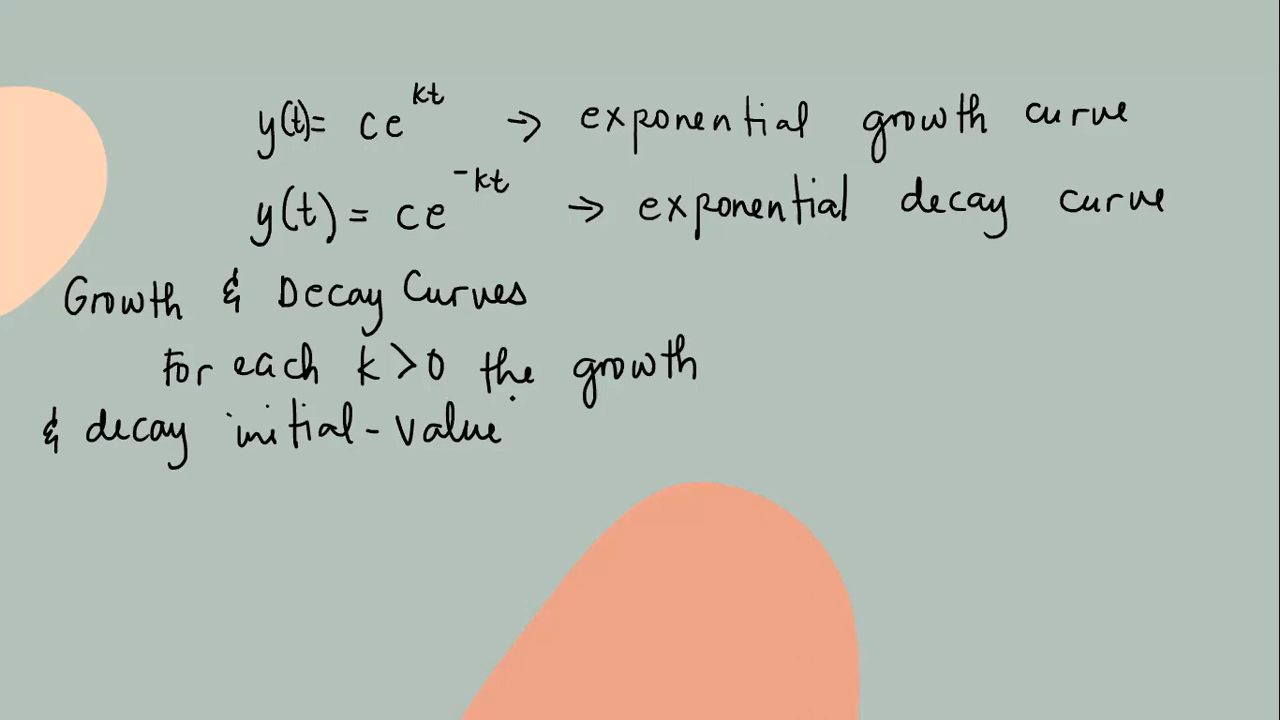 y(t)= ce^{kt} → exponential growth curve
y(t) = ce^{-kt} → exponential decay curve
Growth & Decay Curves
For each k > 0 the growth
& decay initial-value